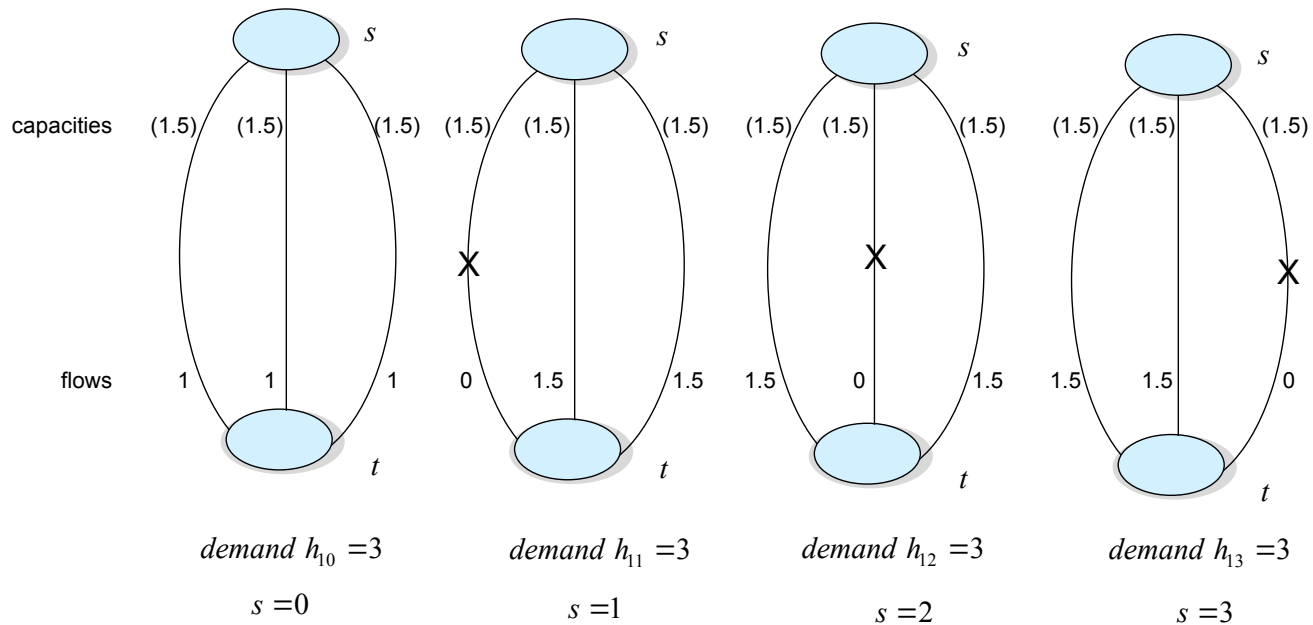 s s s s
capacities (1.5) (1.5) (1.5) (1.5) (1.5) (1.5) (1.5) (1.5) (1.5) (1.5) (1.5) (1.5)
X X X
flows 1 1 1 0 1.5 1.5 1.5 0 1.5 1.5 1.5 0
t t t t
demand h₁₀ =3 demand h₁₁ =3 demand h₁₂ =3 demand h₁₃ =3
s =0 s =1 s =2 s =3